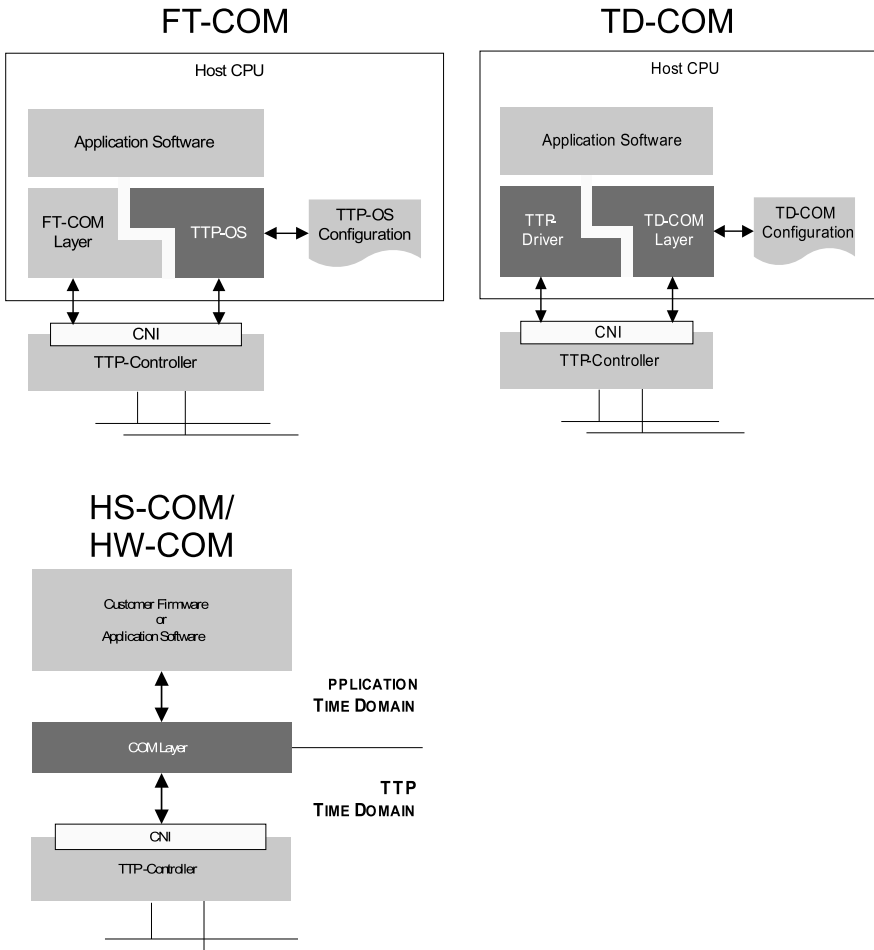 FT-COM
Host CPU
Application Software
FT-COM
Layer
TTP-OS
TTP-OS
Configuration
CNI
TTP-Controller
TD-COM
Host CPU
Application Software
TTP-
Driver
TD-COM
Layer
TD-COM
Configuration
CNI
TTP-Controller
HS-COM/
HW-COM
Customer Firmware
or
Application Software
PPLICATION
TIME DOMAIN
COM Layer
TTP
TIME DOMAIN
CNI
TTP-Controller